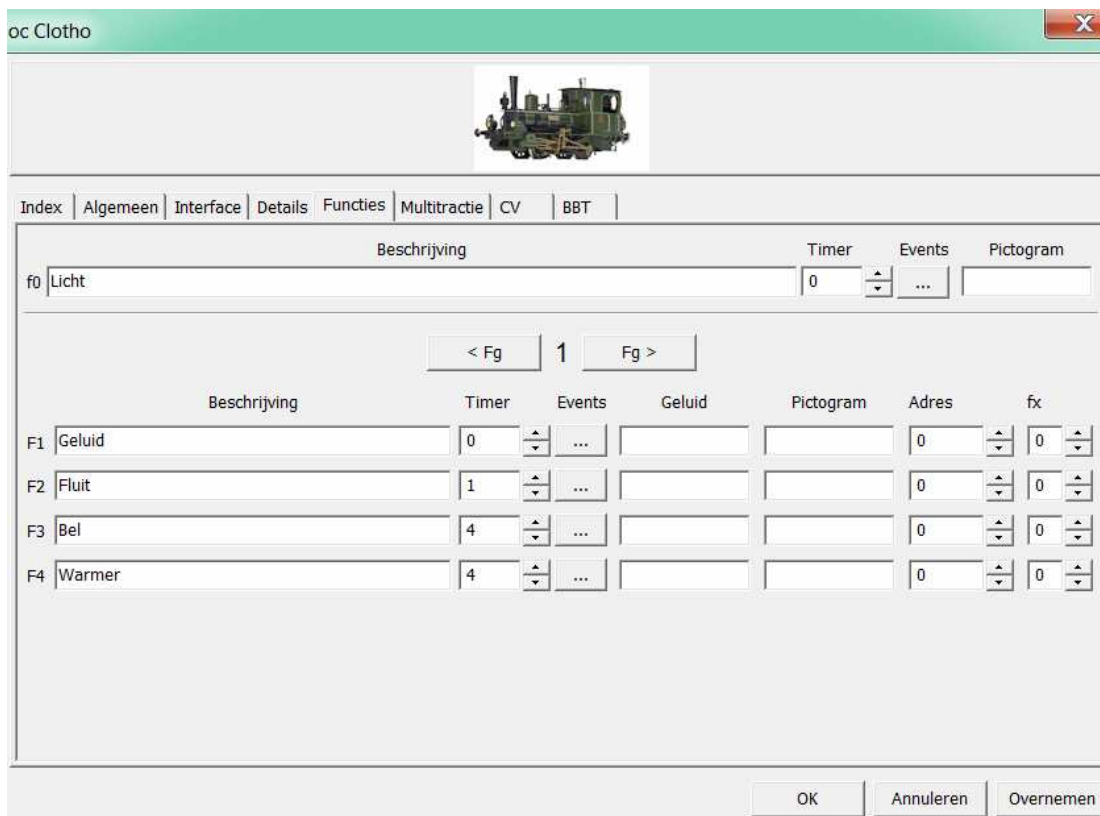 oc Clotho
X
Index Algemeen Interface Details Functies Multitractie CV BBT
Beschrijving Timer Events Pictogram
f0 Licht 0 ...
< Fg 1 Fg >
Beschrijving Timer Events Geluid Pictogram Adres fx
F1 Geluid 0 ... 0 0
F2 Fluit 1 ... 0 0
F3 Bel 4 ... 0 0
F4 Warmer 4 ... 0 0
OK Annuleren Overnemen